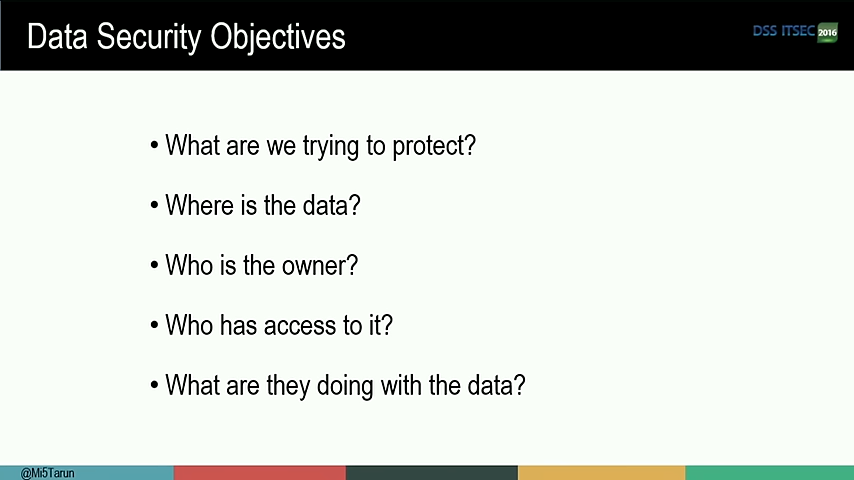 Data Security Objectives
DSS ITSEC 2016
• What are we trying to protect?
• Where is the data?
• Who is the owner?
• Who has access to it?
• What are they doing with the data?
@Mi5Tarun